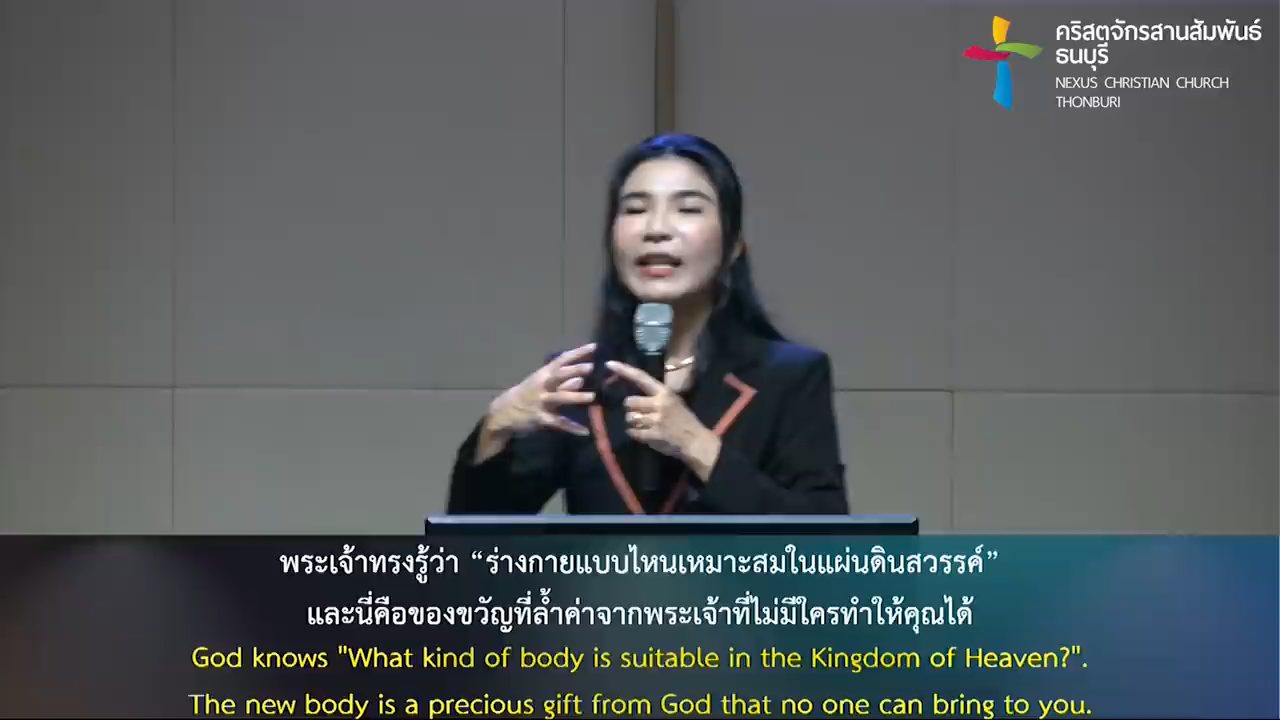 คริสตจักรสานสัมพันธ์
ธนบุรี
NEXUS CHRISTIAN CHURCH
THONBURI
พระเจ้าทรงรู้ว่า “ร่างกายแบบไหนเหมาะสมในแผ่นดินสวรรค์”
และนี่คือของขวัญที่ล้ำค่าจากพระเจ้าที่ไม่มีใครทำให้คุณได้
God knows "What kind of body is suitable in the Kingdom of Heaven?".
The new body is a precious gift from God that no one can bring to you.